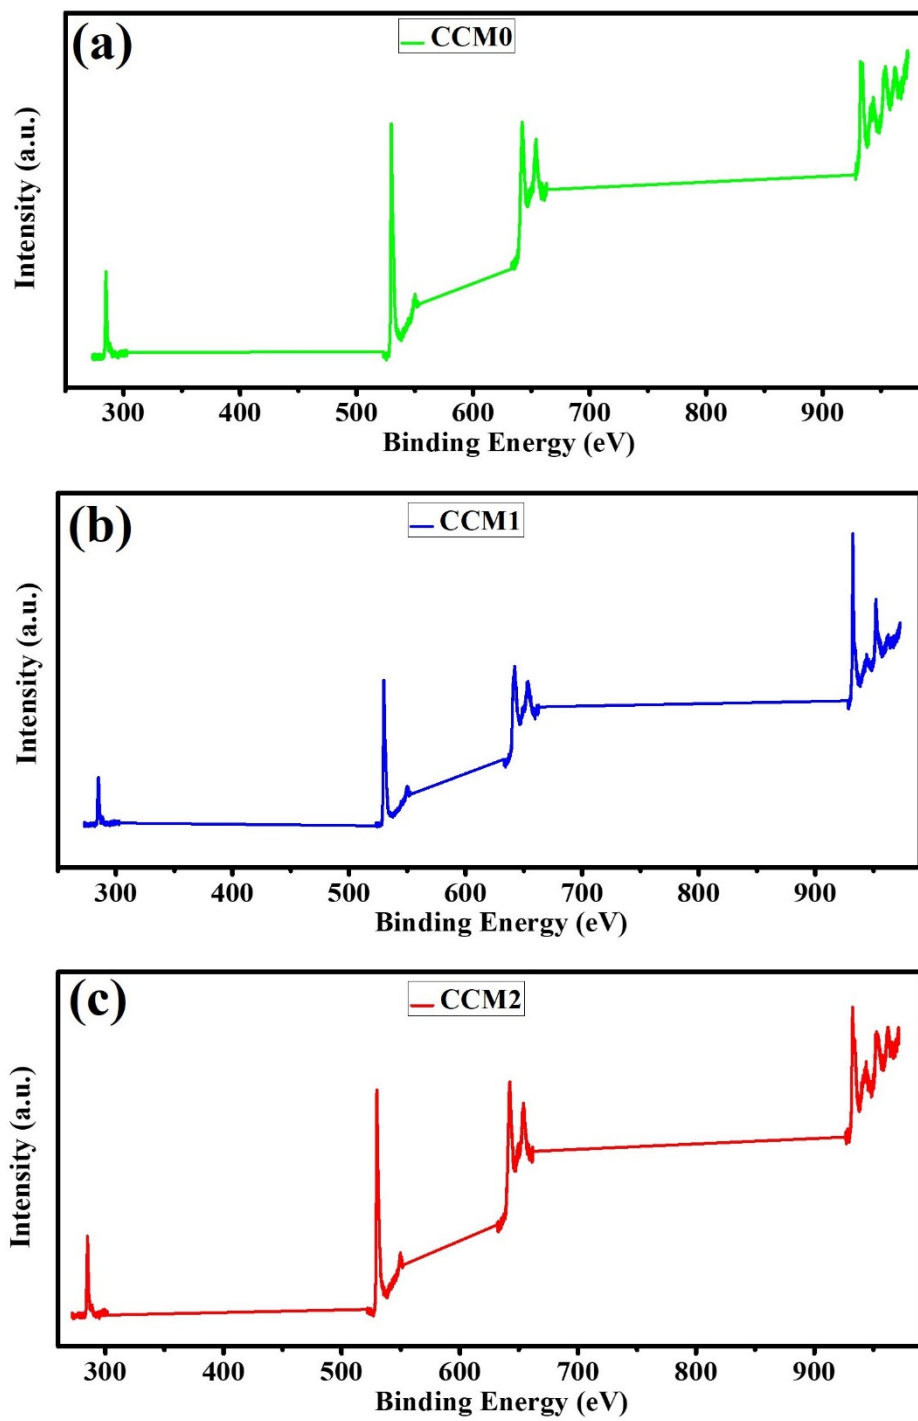 (a)
CCM0
Intensity (a.u.)
300 400 500 600 700 800 900
Binding Energy (eV)
(b)
CCM1
Intensity (a.u.)
300 400 500 600 700 800 900
Binding Energy (eV)
(c)
CCM2
Intensity (a.u.)
300 400 500 600 700 800 900
Binding Energy (eV)